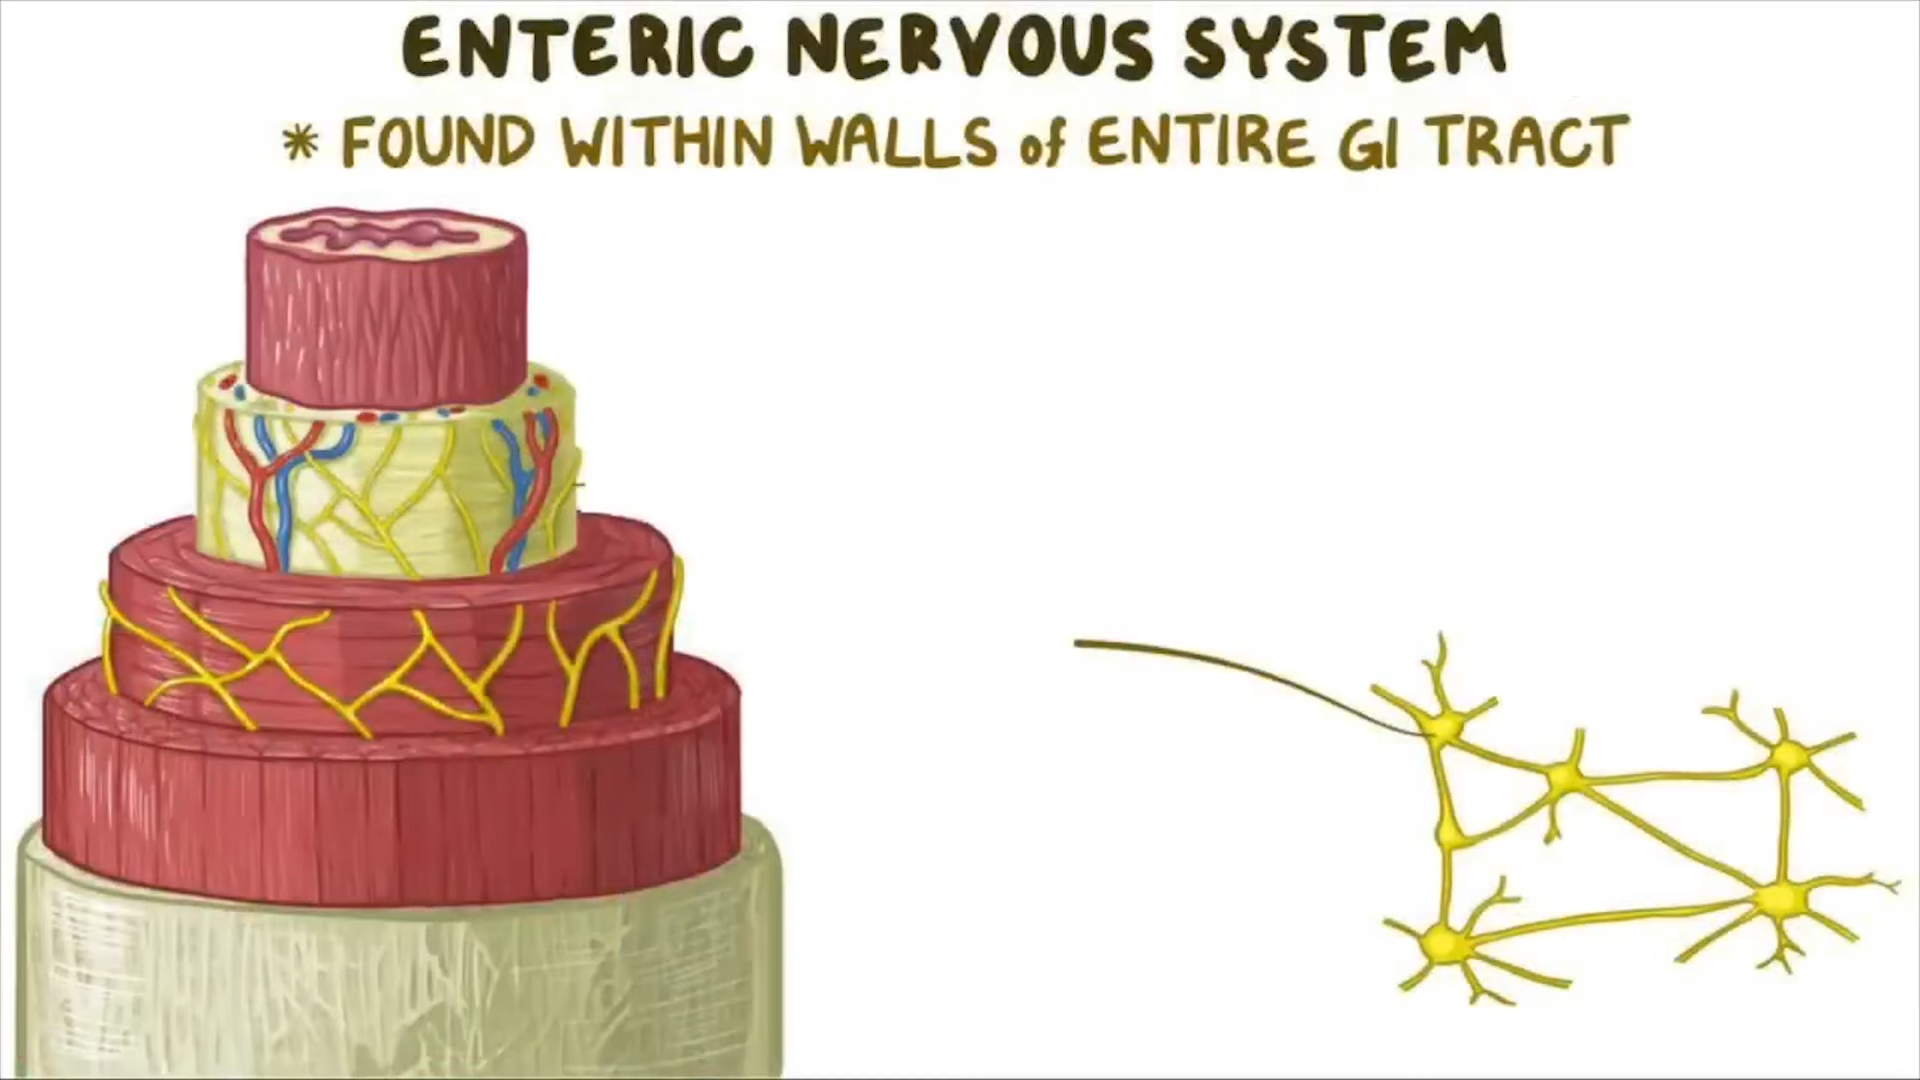 ENTERIC NERVOUS SYSTEM
* FOUND WITHIN WALLS of ENTIRE GI TRACT